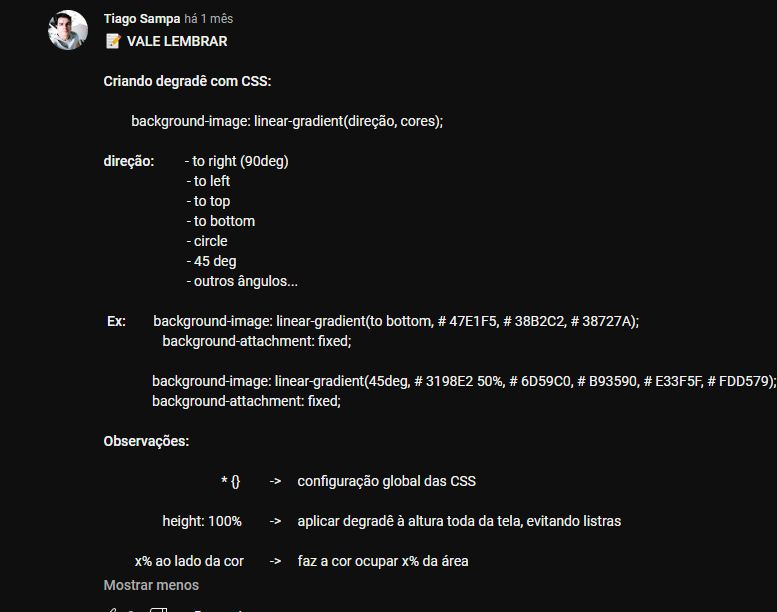 Tiago Sampa há 1 mês
📝 VALE LEMBRAR
Criando degradê com CSS:
background-image: linear-gradient(direção, cores);
direção: - to right (90deg)
- to left
- to top
- to bottom
- circle
- 45 deg
- outros ângulos...
Ex: background-image: linear-gradient(to bottom, # 47E1F5, # 38B2C2, # 38727A);
background-attachment: fixed;
background-image: linear-gradient(45deg, # 3198E2 50%, # 6D59C0, # B93590, # E33F5F, # FDD579);
background-attachment: fixed;
Observações:
* {} -> configuração global das CSS
height: 100% -> aplicar degradê à altura toda da tela, evitando listras
x% ao lado da cor -> faz a cor ocupar x% da área
Mostrar menos